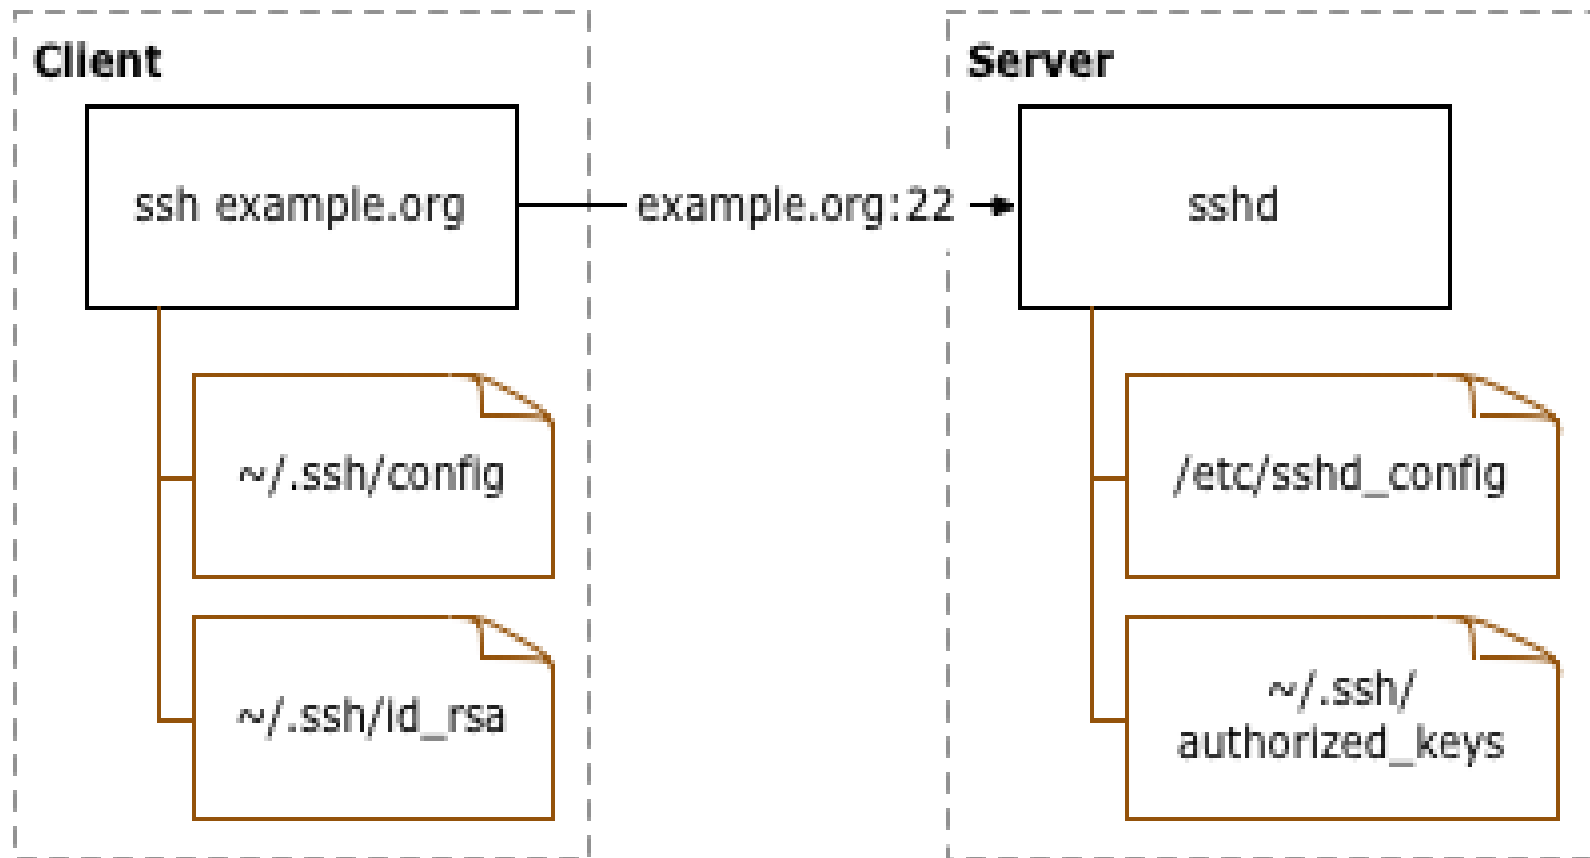 Client
ssh example.org
example.org:22
~/.ssh/config
~/.ssh/id_rsa
Server
sshd
/etc/sshd_config
~/.ssh/
authorized_keys